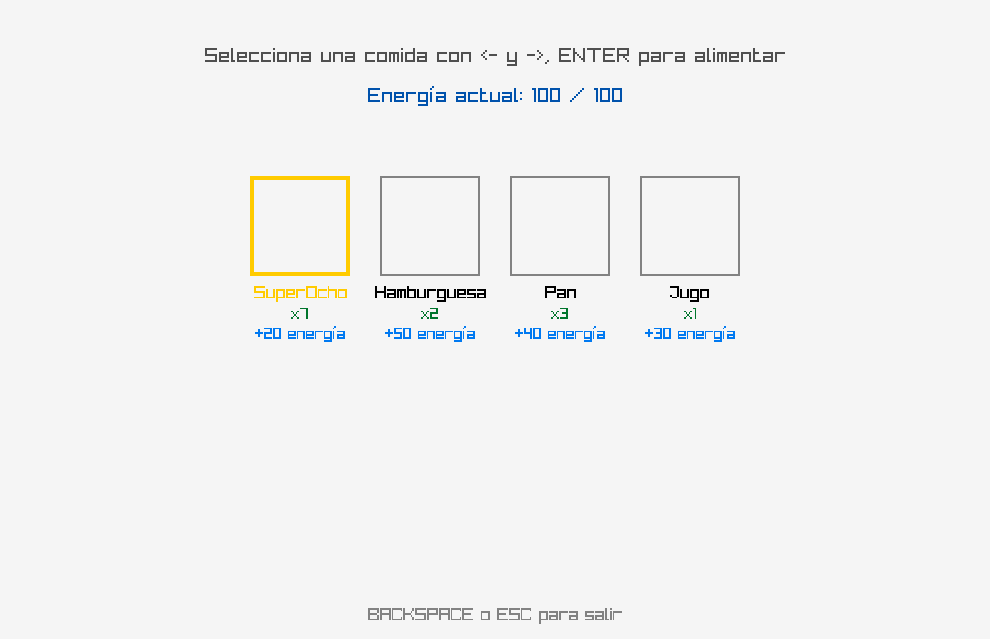 Selecciona una comida con <- y ->, ENTER para alimentar
Energía actual: 100 / 100
SuperOcho Hamburguesa Pan Jugo
x7 x2 x3 x1
+20 energía +50 energía +40 energía +30 energía
BACKSPACE o ESC para salir